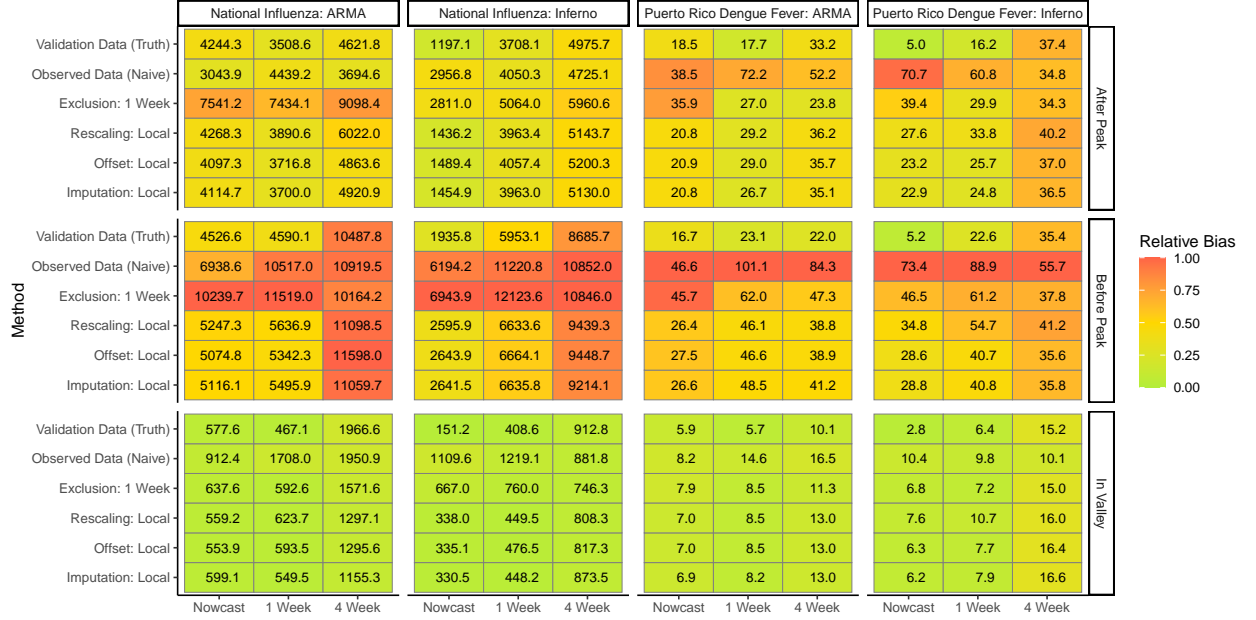 National Influenza: ARMA National Influenza: Inferno Puerto Rico Dengue Fever: ARMA Puerto Rico Dengue Fever: Inferno
Validation Data (Truth) 4244.3 3508.6 4621.8 1197.1 3708.1 4975.7 18.5 17.7 33.2 5.0 16.2 37.4
Observed Data (Naive) 3043.9 4439.2 3694.6 2956.8 4050.3 4725.1 38.5 72.2 52.2 70.7 60.8 34.8
Exclusion: 1 Week 7541.2 7434.1 9098.4 2811.0 5064.0 5960.6 35.9 27.0 23.8 39.4 29.9 34.3
Rescaling: Local 4268.3 3890.6 6022.0 1436.2 3963.4 5143.7 20.8 29.2 36.2 27.6 33.8 40.2
Offset: Local 4097.3 3716.8 4863.6 1489.4 4057.4 5200.3 20.9 29.0 35.7 23.2 25.7 37.0
Imputation: Local 4114.7 3700.0 4920.9 1454.9 3963.0 5130.0 20.8 26.7 35.1 22.9 24.8 36.5
After Peak
Validation Data (Truth) 4526.6 4590.1 10487.8 1935.8 5953.1 8685.7 16.7 23.1 22.0 5.2 22.6 35.4
Observed Data (Naive) 6938.6 10517.0 10919.5 6194.2 11220.8 10852.0 46.6 101.1 84.3 73.4 88.9 55.7
Exclusion: 1 Week 10239.7 11519.0 10164.2 6943.9 12123.6 10846.0 45.7 62.0 47.3 46.5 61.2 37.8
Rescaling: Local 5247.3 5636.9 11098.5 2595.9 6633.6 9439.3 26.4 46.1 38.8 34.8 54.7 41.2
Offset: Local 5074.8 5342.3 11598.0 2643.9 6664.1 9448.7 27.5 46.6 38.9 28.6 40.7 35.6
Imputation: Local 5116.1 5495.9 11059.7 2641.5 6635.8 9214.1 26.6 48.5 41.2 28.8 40.8 35.8
Before Peak
Validation Data (Truth) 577.6 467.1 1966.6 151.2 408.6 912.8 5.9 5.7 10.1 2.8 6.4 15.2
Observed Data (Naive) 912.4 1708.0 1950.9 1109.6 1219.1 881.8 8.2 14.6 16.5 10.4 9.8 10.1
Exclusion: 1 Week 637.6 592.6 1571.6 667.0 760.0 746.3 7.9 8.5 11.3 6.8 7.2 15.0
Rescaling: Local 559.2 623.7 1297.1 338.0 449.5 808.3 7.0 8.5 13.0 7.6 10.7 16.0
Offset: Local 553.9 593.5 1295.6 335.1 476.5 817.3 7.0 8.5 13.0 6.3 7.7 16.4
Imputation: Local 599.1 549.5 1155.3 330.5 448.2 873.5 6.9 8.2 13.0 6.2 7.9 16.6
In Valley
Nowcast 1 Week 4 Week Nowcast 1 Week 4 Week Nowcast 1 Week 4 Week Nowcast 1 Week 4 Week
Method
Relative Bias
1.00
0.75
0.50
0.25
0.00